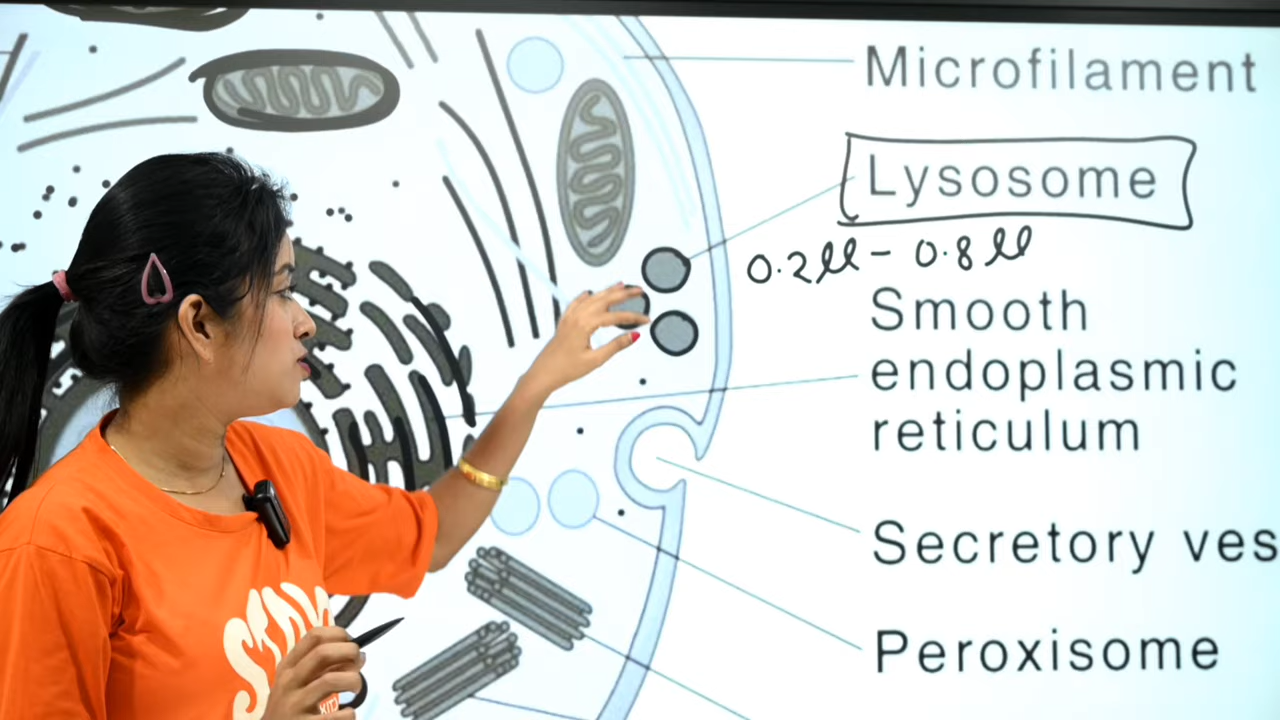 Microfilament
Lysosome
0.2μ - 0.8μ
Smooth
endoplasmic
reticulum
Secretory ves
Peroxisome